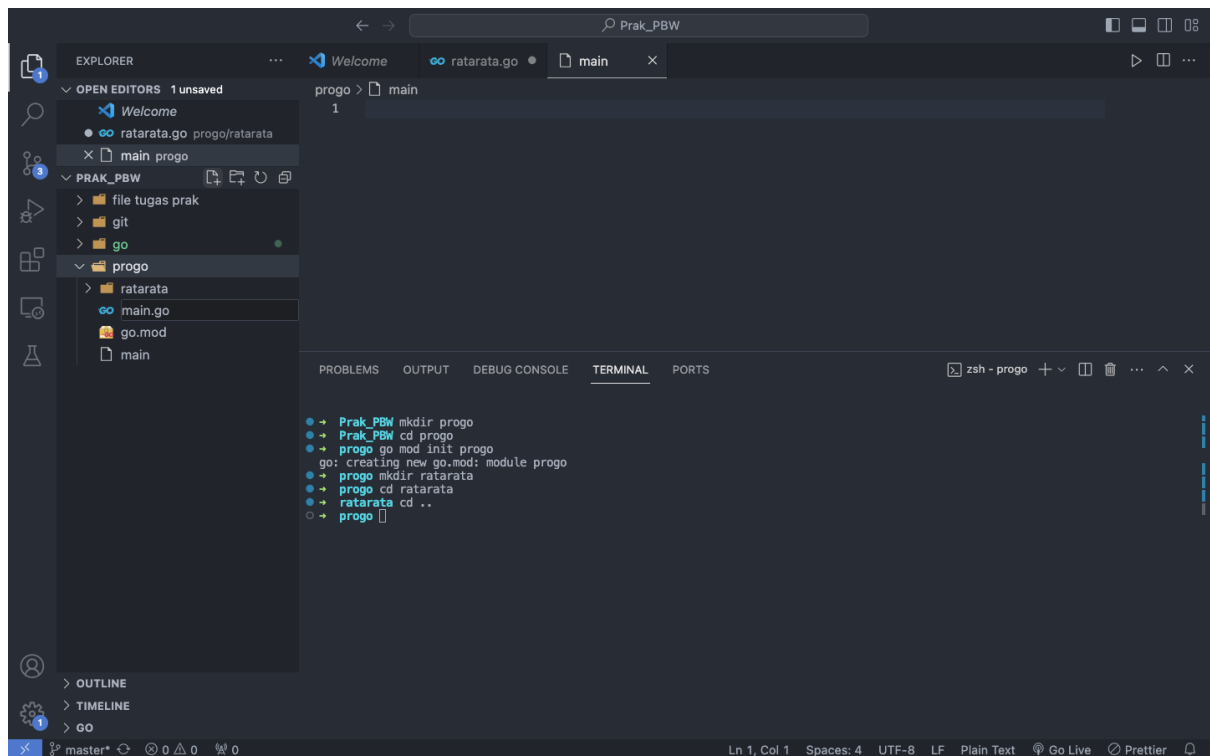 Prak_PBW
EXPLORER
Welcome
ratarata.go
main
1
OPEN EDITORS 1 unsaved
Welcome
ratarata.go progo/ratarata
main progo
PRAK_PBW
file tugas prak
git
go
progo
ratarata
main.go
go.mod
main
progo > main
1
PROBLEMS OUTPUT DEBUG CONSOLE TERMINAL PORTS
zsh - progo
Prak_PBW mkdir progo
Prak_PBW cd progo
progo go mod init progo
go: creating new go.mod: module progo
progo mkdir ratarata
progo cd ratarata
ratarata cd ..
progo
3
OUTLINE
TIMELINE
GO
1
master* 0 0 0
Ln 1, Col 1 Spaces: 4 UTF-8 LF Plain Text Go Live Prettier